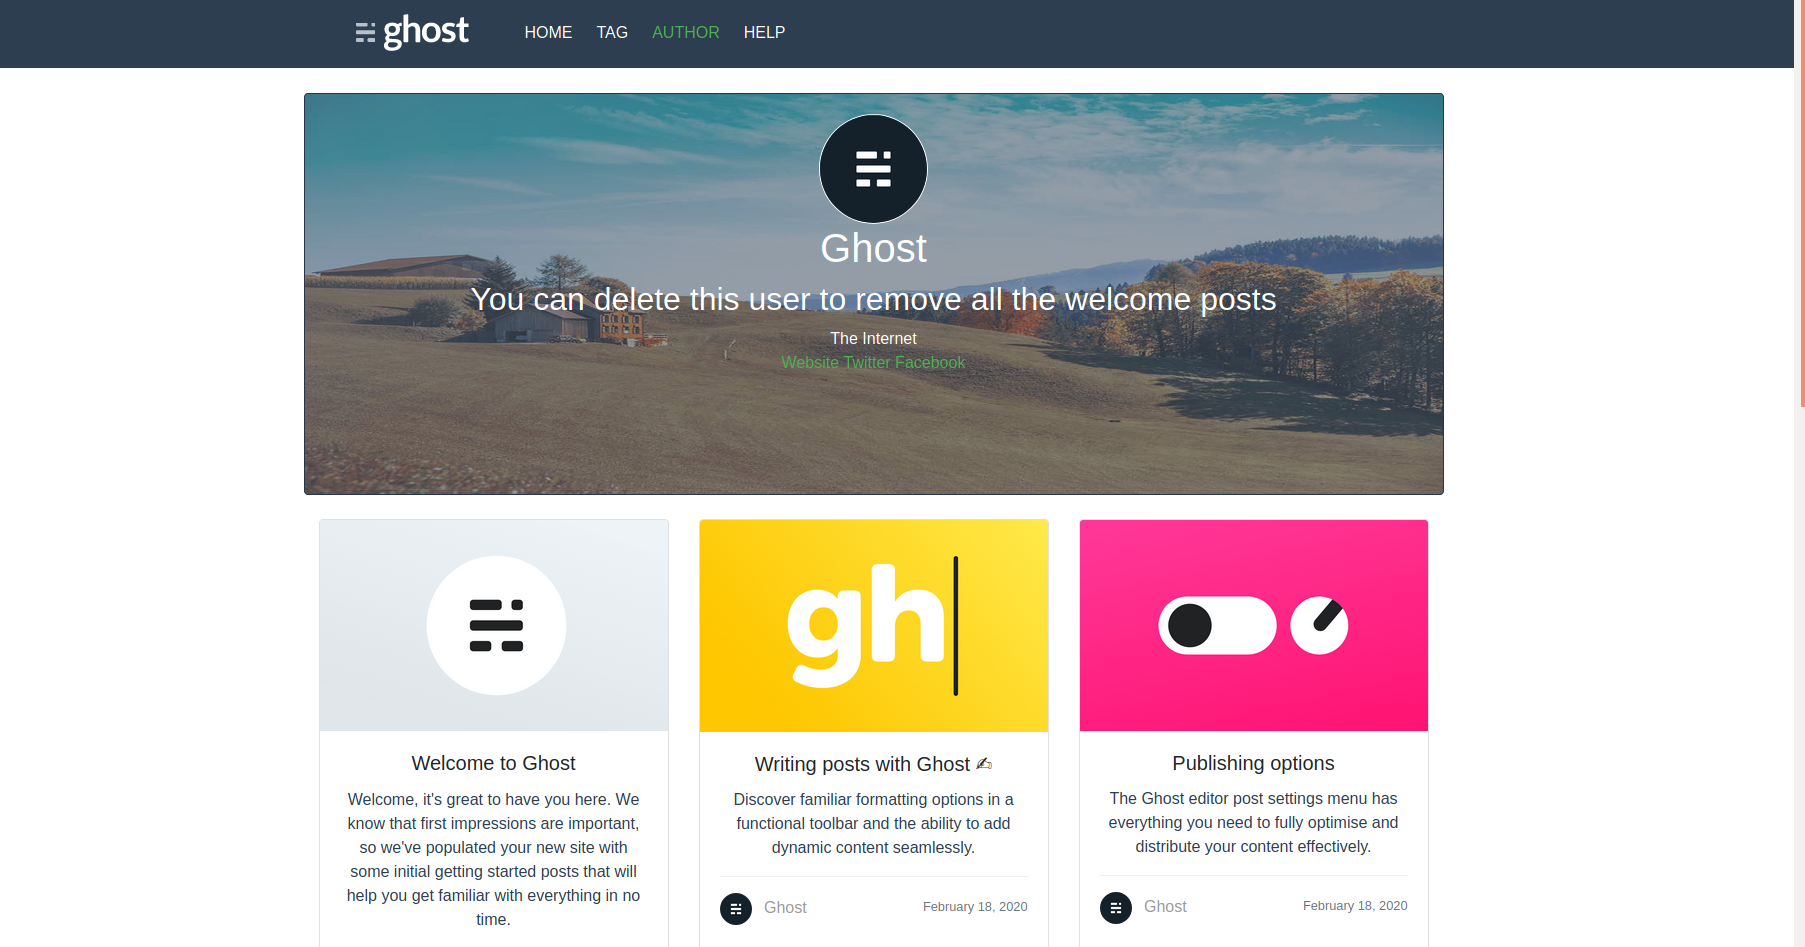 ghost HOME TAG AUTHOR HELP
Ghost
You can delete this user to remove all the welcome posts
The Internet
Website Twitter Facebook
gh
Welcome to Ghost
Welcome, it's great to have you here. We
know that first impressions are important,
so we've populated your new site with
some initial getting started posts that will
help you get familiar with everything in no
time.
Writing posts with Ghost ✍
Discover familiar formatting options in a
functional toolbar and the ability to add
dynamic content seamlessly.
Ghost February 18, 2020
Publishing options
The Ghost editor post settings menu has
everything you need to fully optimise and
distribute your content effectively.
Ghost February 18, 2020